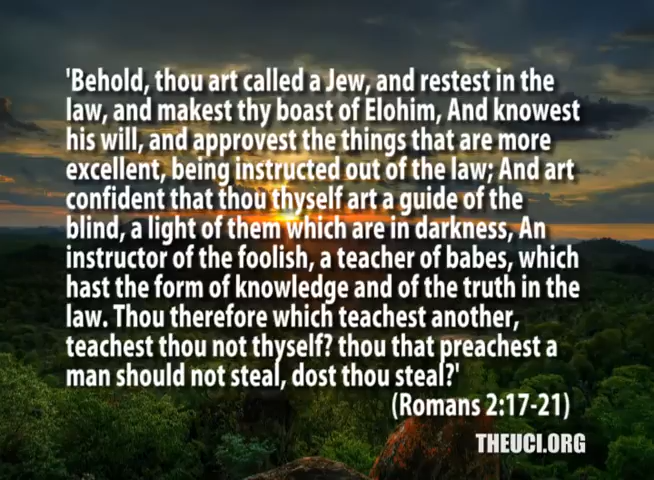 'Behold, thou art called a Jew, and restest in the
law, and makest thy boast of Elohim, And knowest
his will, and approvest the things that are more
excellent, being instructed out of the law; And art
confident that thou thyself art a guide of the
blind, a light of them which are in darkness, An
instructor of the foolish, a teacher of babes, which
hast the form of knowledge and of the truth in the
law. Thou therefore which teachest another,
teachest thou not thyself? thou that preachest a
man should not steal, dost thou steal?'
(Romans 2:17-21)
THEUCI.ORG